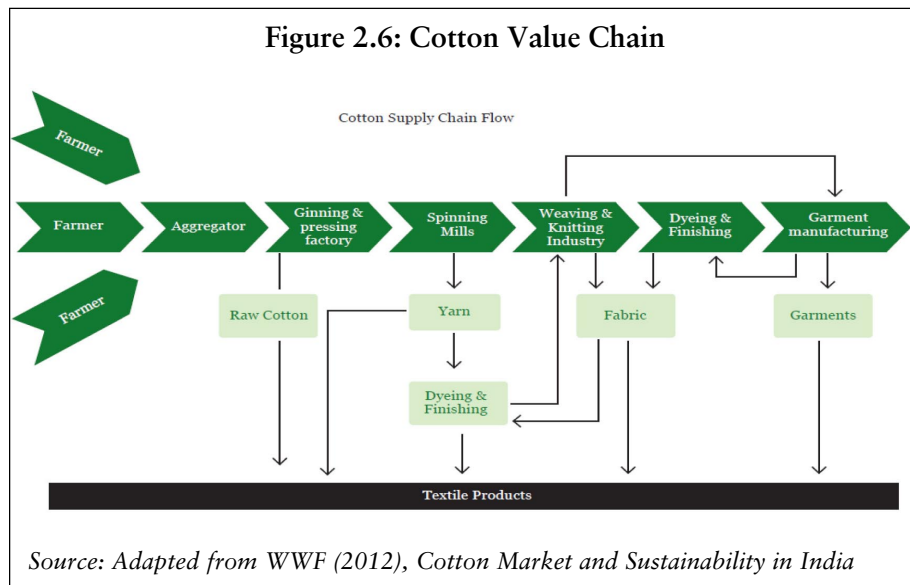 Figure 2.6: Cotton Value Chain
Cotton Supply Chain Flow
Farmer
Farmer
Aggregator
Ginning &
pressing
factory
Spinning
Mills
Weaving &
Knitting
Industry
Dyeing &
Finishing
Garment
manufacturing
Farmer
Raw Cotton
Yarn
Fabric
Garments
Dyeing &
Finishing
Textile Products
Source: Adapted from WWF (2012), Cotton Market and Sustainability in India